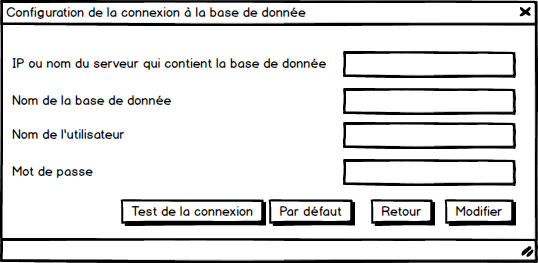 Configuration de la connexion à la base de donnée
IP ou nom du serveur qui contient la base de donnée
Nom de la base de donnée
Nom de l'utilisateur
Mot de passe
Test de la connexion Par défaut Retour Modifier